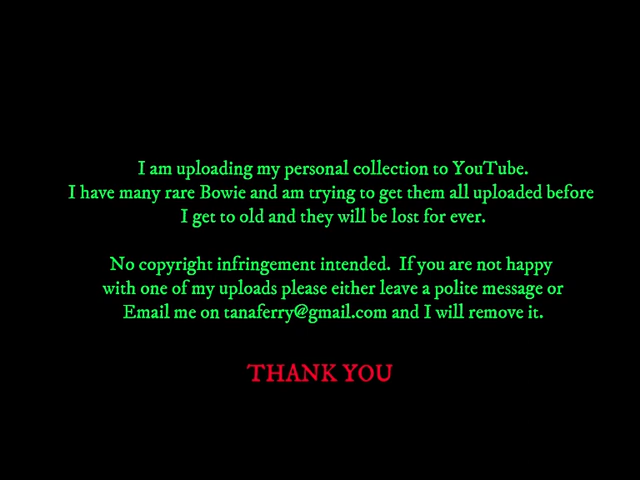 I am uploading my personal collection to YouTube.
I have many rare Bowie and am trying to get them all uploaded before
I get to old and they will be lost for ever.
No copyright infringement intended.  If you are not happy
with one of my uploads please either leave a polite message or
Email me on tanaferry@gmail.com and I will remove it.
THANK YOU